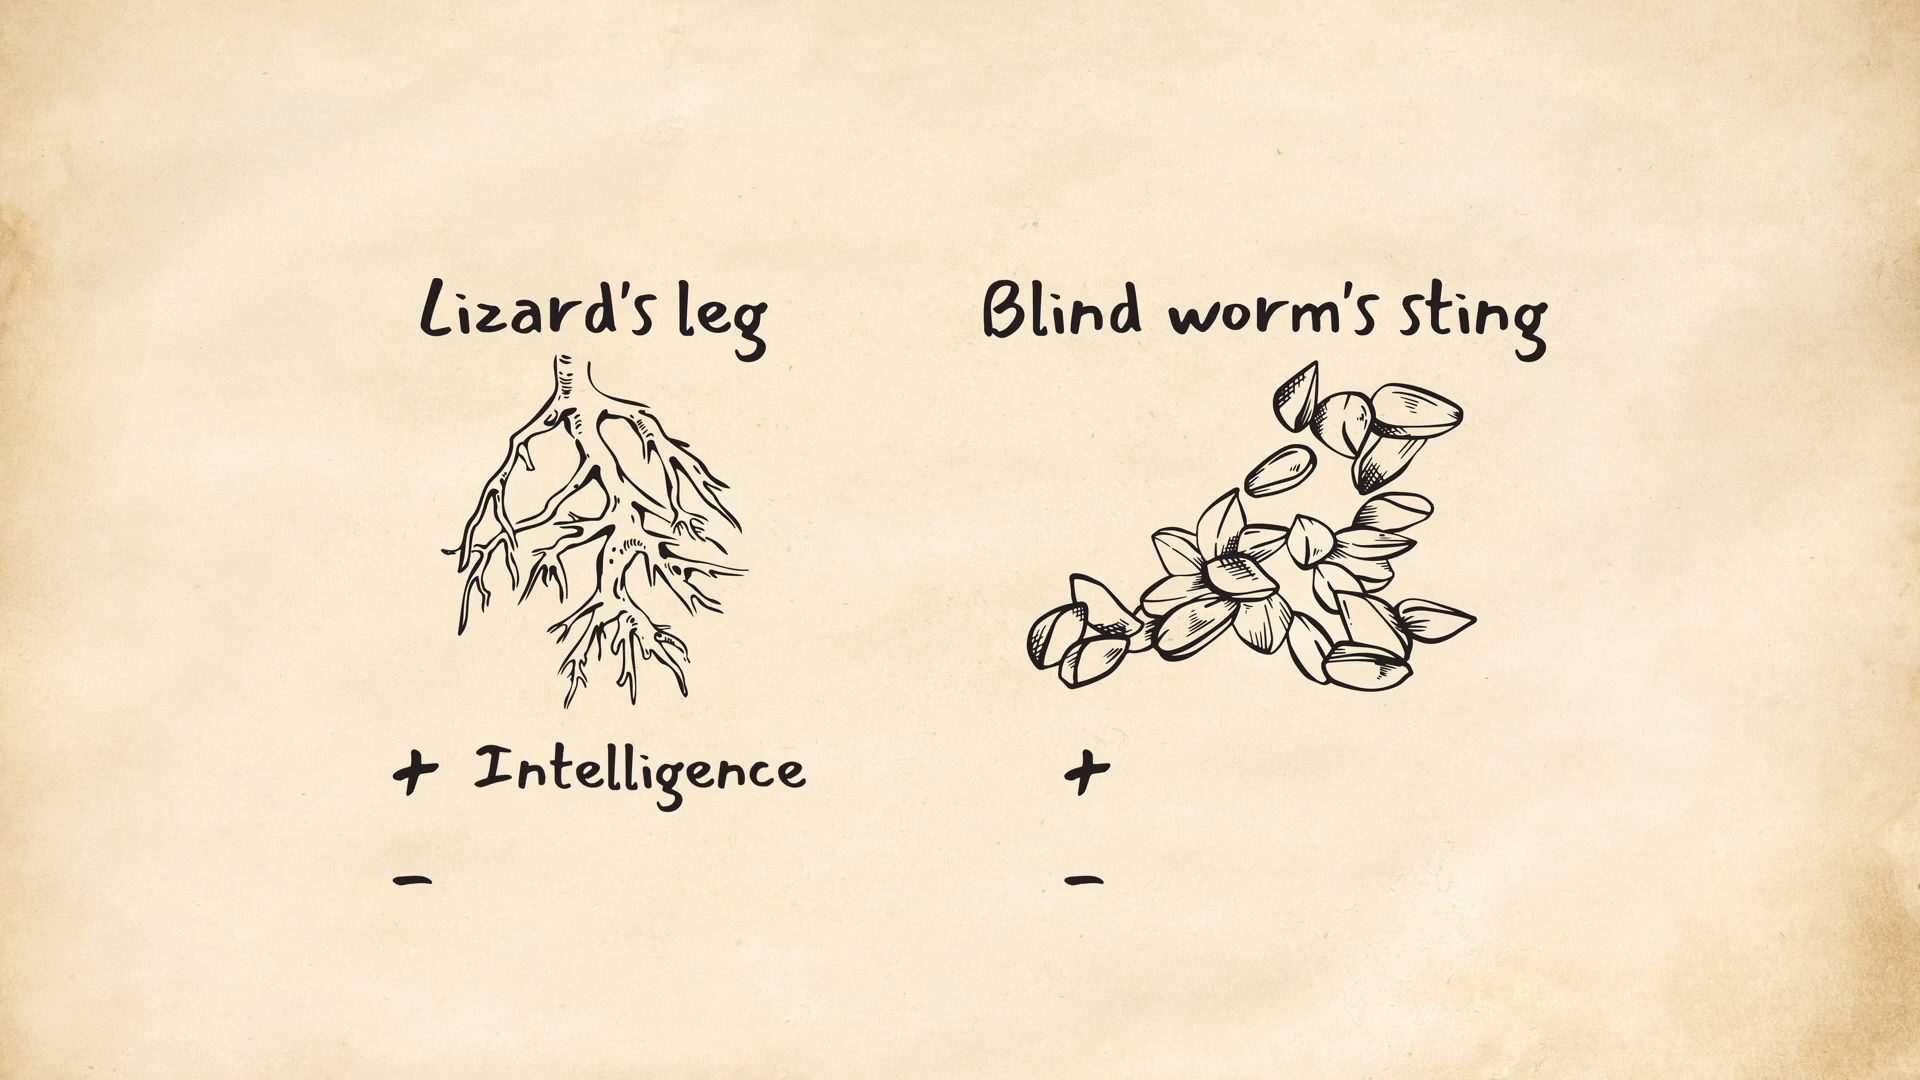 Lizard's leg
Blind worm's sting
+ Intelligence
+
-
-